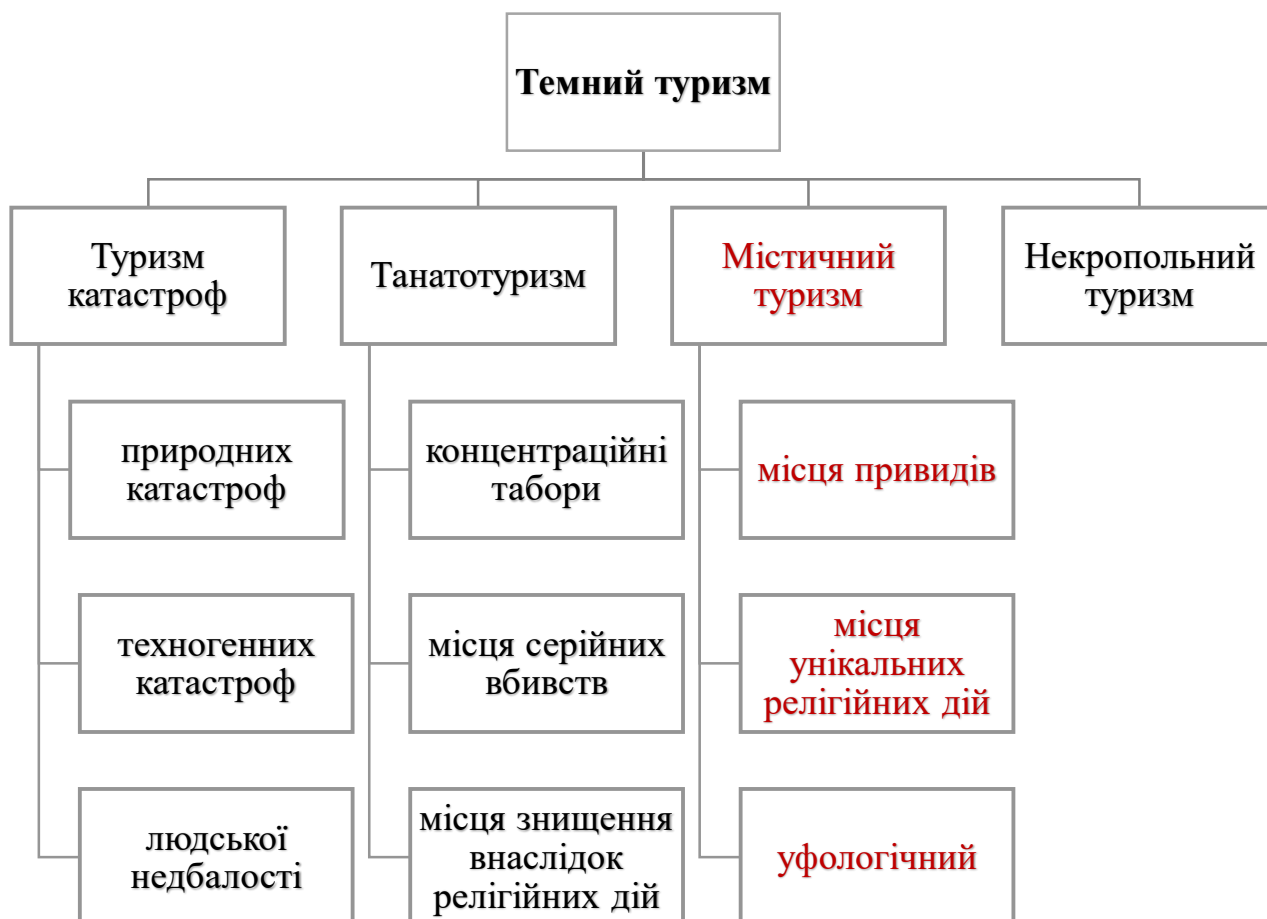 Темний туризм
Туризм
катастроф
Танатотуризм
Містичний
туризм
Некропольний
туризм
природних
катастроф
концентраційні
табори
місця привидів
техногенних
катастроф
місця серійних
вбивств
місця
унікальних
релігійних дій
людської
недбалості
місця знищення
внаслідок
релігійних дій
уфологічний